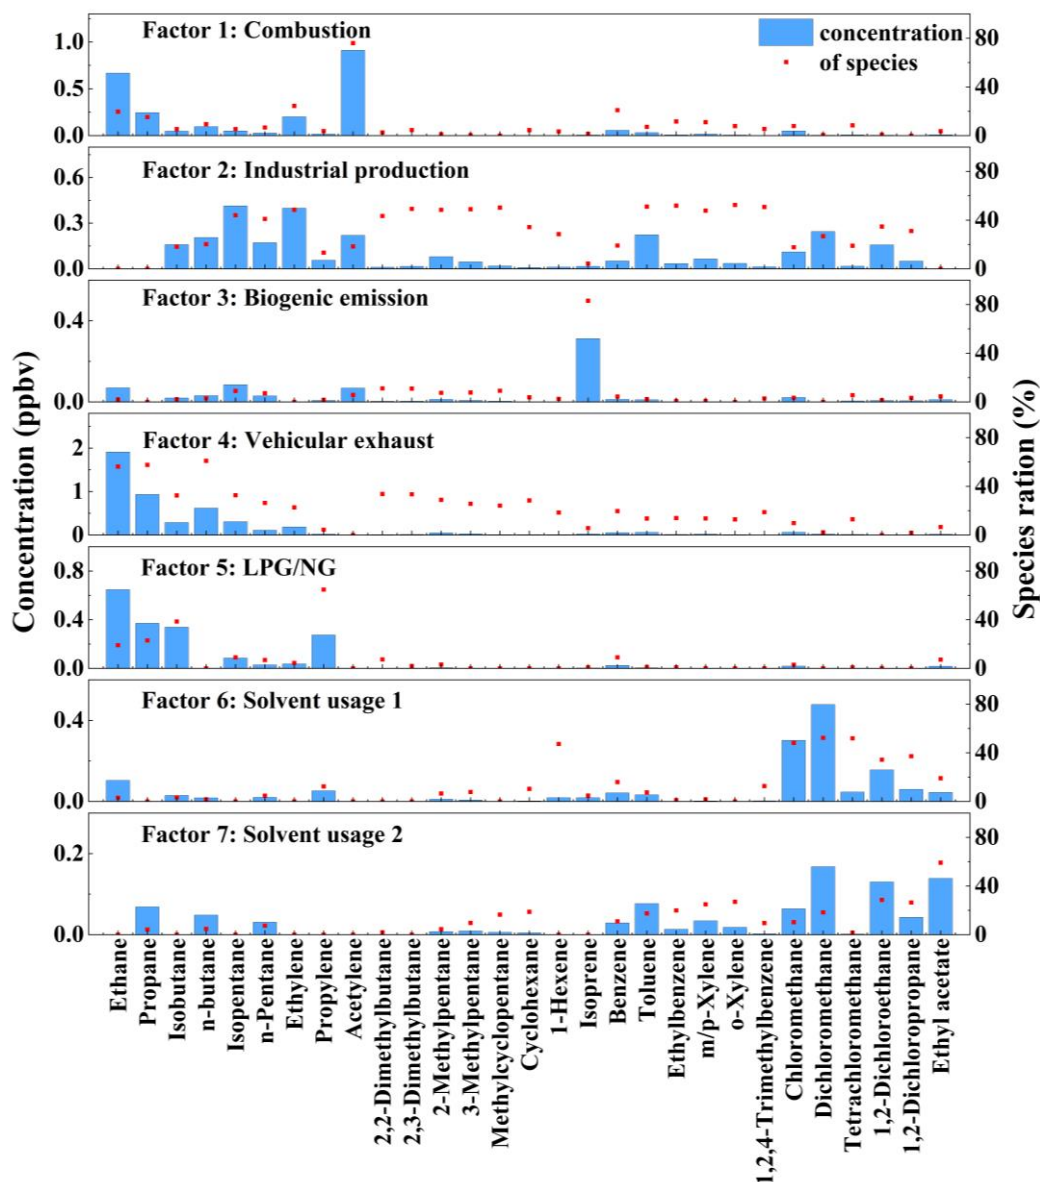 Factor 1: Combustion
concentration
of species
1.0
0.5
0.0
80
40
0
Factor 2: Industrial production
0.6
0.3
0.0
80
40
0
Factor 3: Biogenic emission
0.4
0.0
80
40
0
Factor 4: Vehicular exhaust
2
1
0
80
40
0
Factor 5: LPG/NG
0.8
0.4
0.0
80
40
0
Factor 6: Solvent usage 1
0.4
0.0
80
40
0
Factor 7: Solvent usage 2
0.2
0.0
80
40
0
Concentration (ppbv)
Species ration (%)
Ethane
Propane
Isobutane
n-butane
Isopentane
n-Pentane
Ethylene
Propylene
Acetylene
2,2-Dimethylbutane
2,3-Dimethylbutane
2-Methylpentane
3-Methylpentane
Methylcyclopentane
Cyclohexane
1-Hexene
Isoprene
Benzene
Toluene
Ethylbenzene
m/p-Xylene
o-Xylene
1,2,4-Trimethylbenzene
Chloromethane
Dichloromethane
Tetrachloromethane
1,2-Dichloroethane
1,2-Dichloropropane
Ethyl acetate